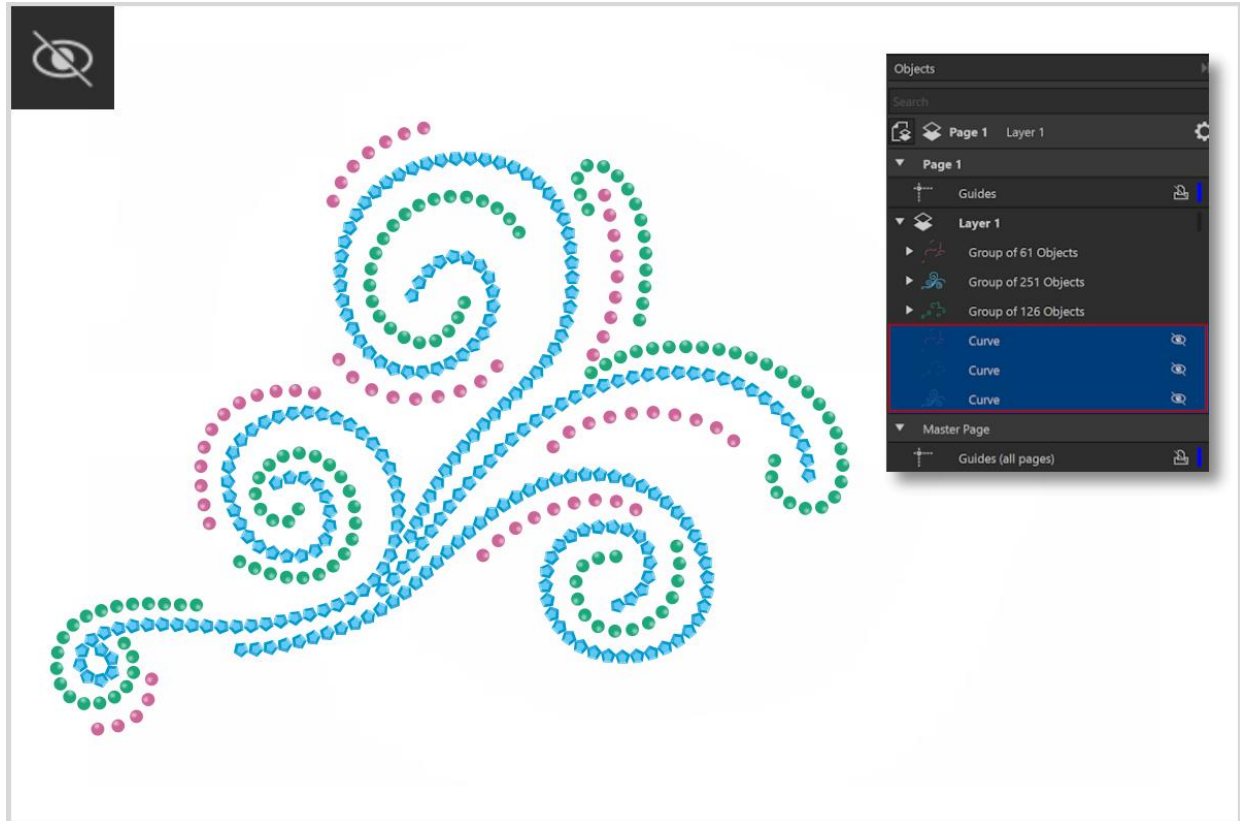 Objects
Search
Page 1 Layer 1
Page 1
Guides
Layer 1
Group of 61 Objects
Group of 251 Objects
Group of 126 Objects
Curve
Curve
Curve
Master Page
Guides (all pages)